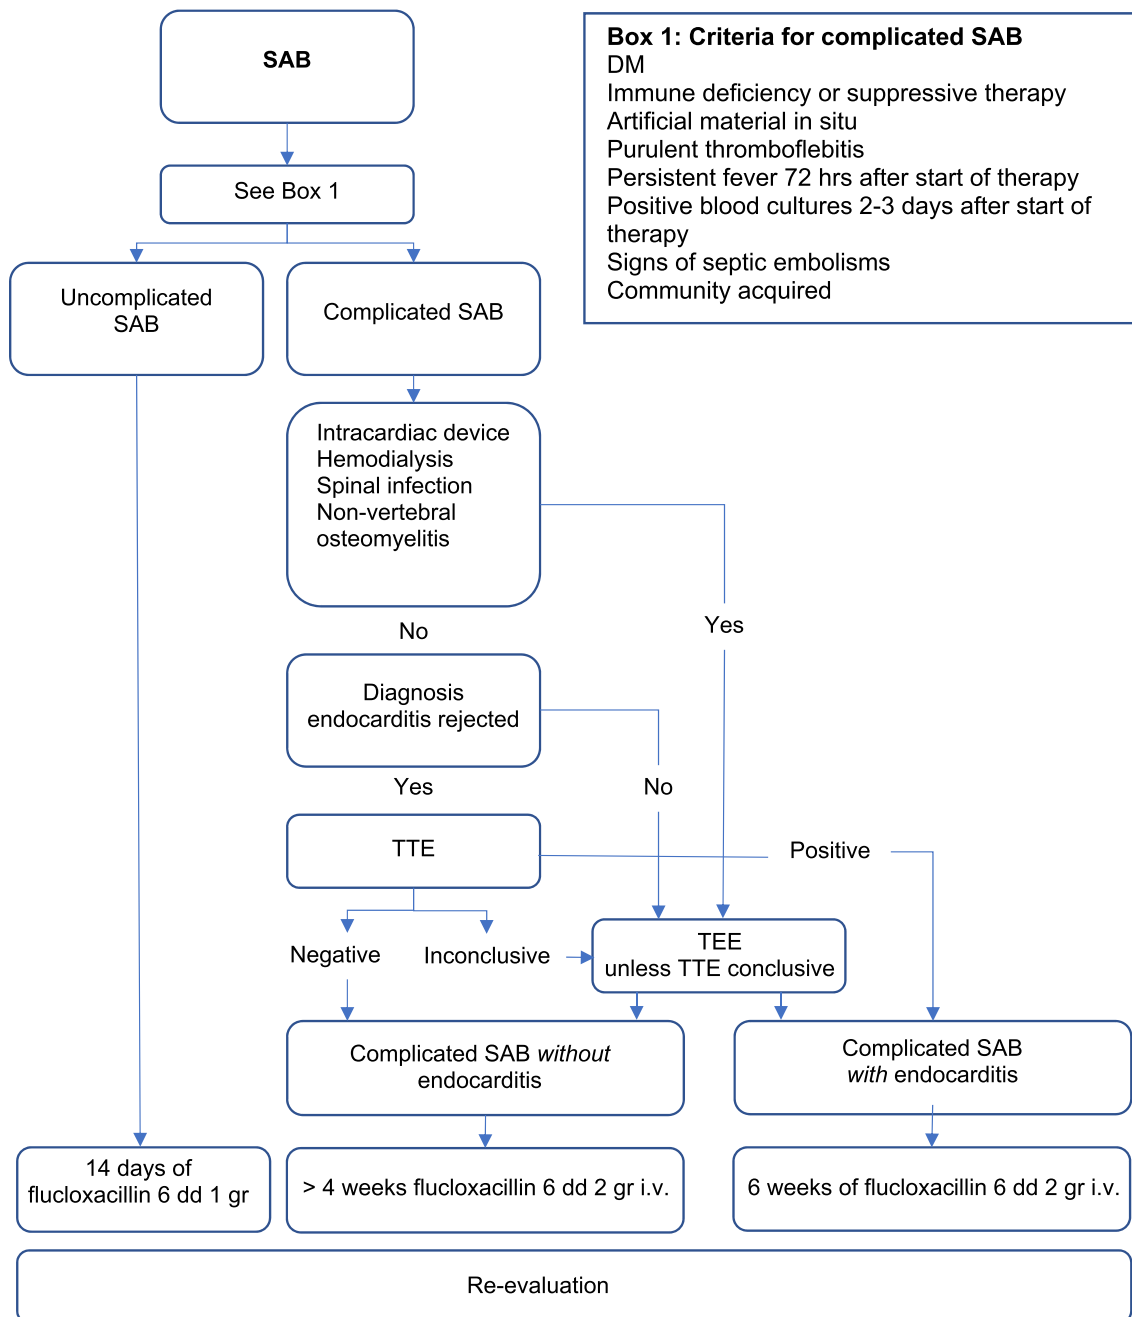 SAB
See Box 1
Box 1: Criteria for complicated SAB
DM
Immune deficiency or suppressive therapy
Artificial material in situ
Purulent thromboflebitis
Persistent fever 72 hrs after start of therapy
Positive blood cultures 2-3 days after start of
therapy
Signs of septic embolisms
Community acquired
Uncomplicated
SAB
Complicated SAB
Intracardiac device
Hemodialysis
Spinal infection
Non-vertebral
osteomyelitis
No
Yes
Diagnosis
endocarditis rejected
Yes
No
TTE
Positive
Negative
Inconclusive
TEE
unless TTE conclusive
Complicated SAB without
endocarditis
Complicated SAB
with endocarditis
14 days of
flucloxacillin 6 dd 1 gr
> 4 weeks flucloxacillin 6 dd 2 gr i.v.
6 weeks of flucloxacillin 6 dd 2 gr i.v.
Re-evaluation